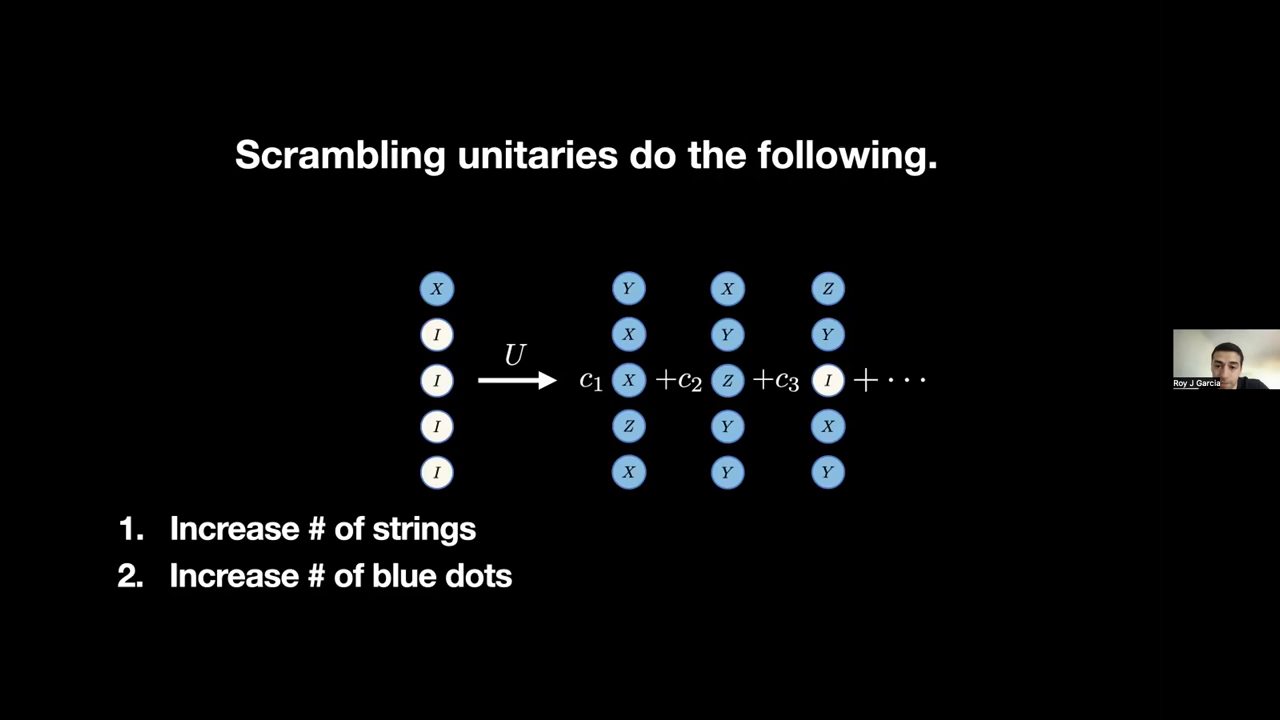 Scrambling unitaries do the following.
X Y X Z
I X Y Y
U
I c₁ X +c₂ Z +c₃ I + ⋯
I Z Y X
I X Y Y
Roy J Garcia
1. Increase # of strings
2. Increase # of blue dots